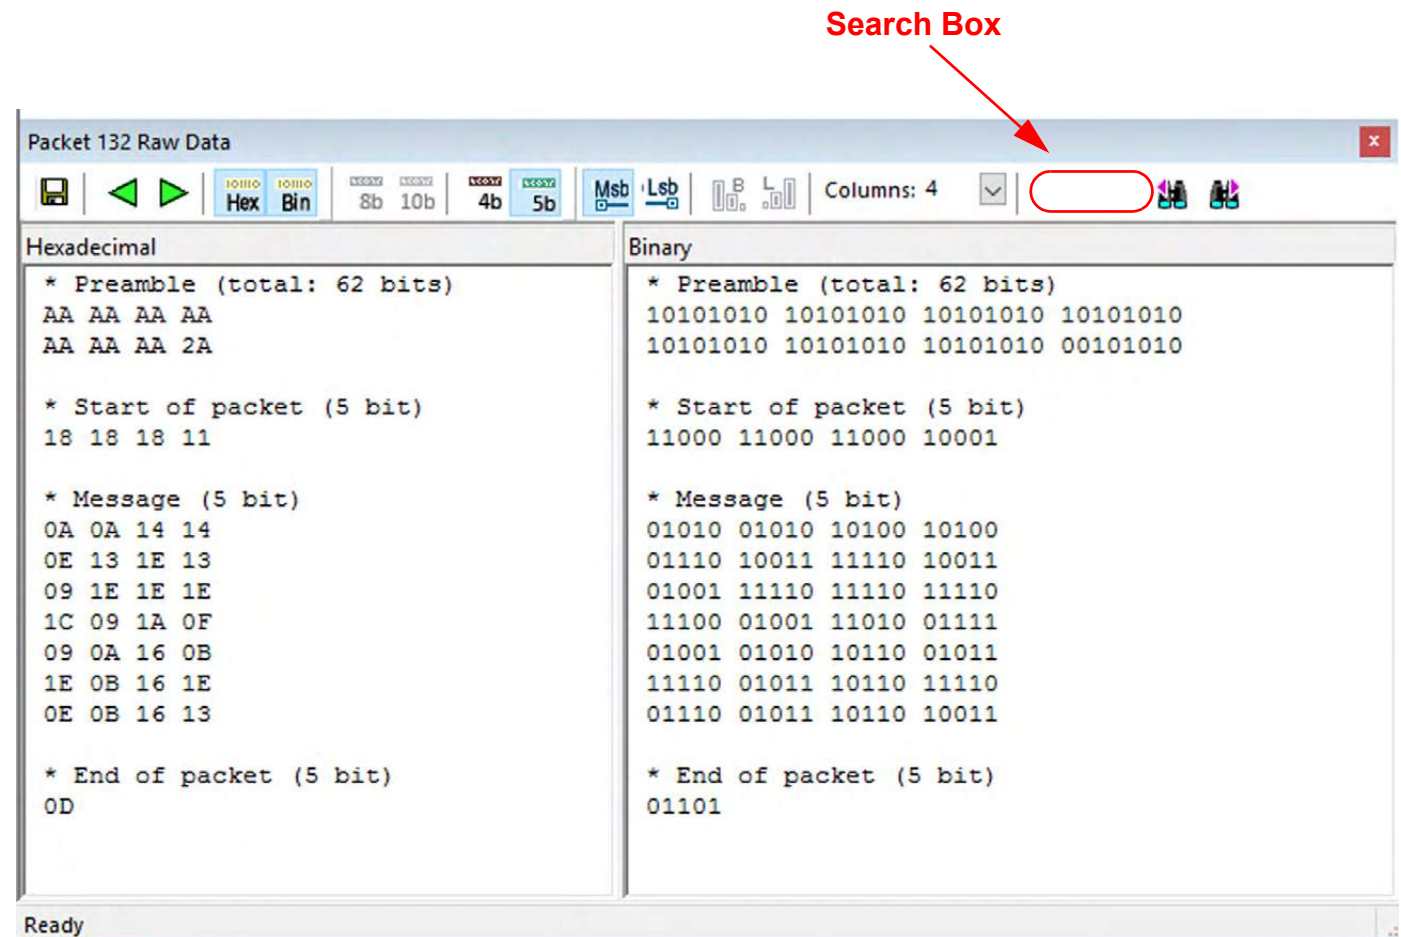 Search Box
Packet 132 Raw Data
Hex Bin 8b 10b 4b 5b Msb Lsb B L Columns: 4
Hexadecimal
* Preamble (total: 62 bits)
AA AA AA AA
AA AA AA 2A
* Start of packet (5 bit)
18 18 18 11
* Message (5 bit)
0A 0A 14 14
0E 13 1E 13
09 1E 1E 1E
1C 09 1A 0F
09 0A 16 0B
1E 0B 16 1E
0E 0B 16 13
* End of packet (5 bit)
0D
Binary
* Preamble (total: 62 bits)
10101010 10101010 10101010 10101010
10101010 10101010 10101010 00101010
* Start of packet (5 bit)
11000 11000 11000 10001
* Message (5 bit)
01010 01010 10100 10100
01110 10011 11110 10011
01001 11110 11110 11110
11100 01001 11010 01111
01001 01010 10110 01011
11110 01011 10110 11110
01110 01011 10110 10011
* End of packet (5 bit)
01101
Ready